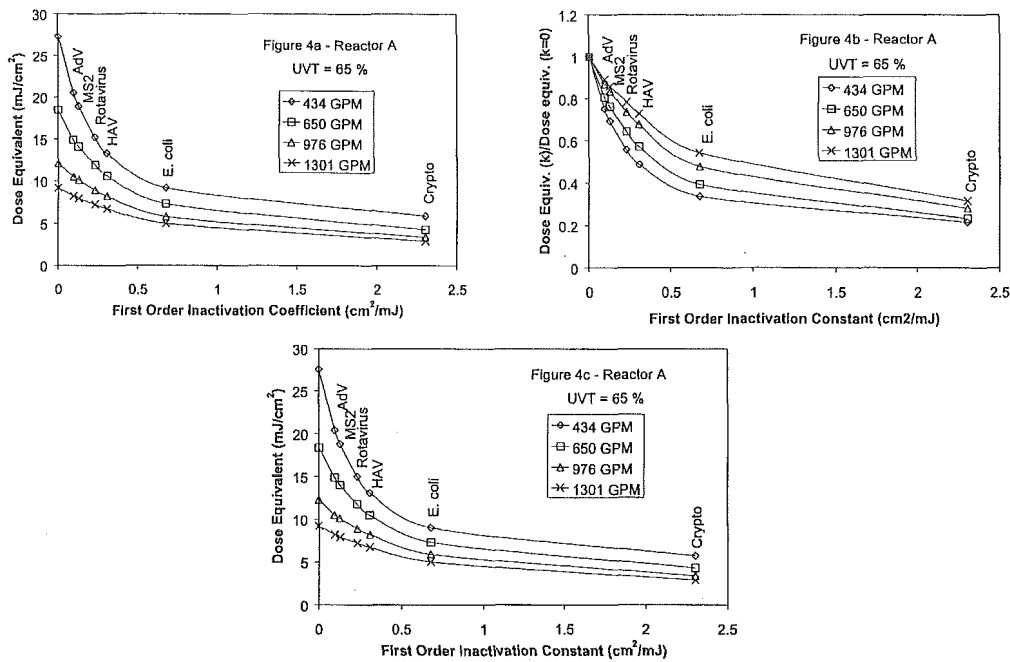 Figure 4a - Reactor A
UVT = 65 %
434 GPM
650 GPM
976 GPM
1301 GPM
AdV
MS2
Rotavirus
HAV
E. coli
Crypto
Dose Equivalent (mJ/cm²)
30
25
20
15
10
5
0
0 0.5 1 1.5 2 2.5
First Order Inactivation Coefficient (cm²/mJ)
Figure 4b - Reactor A
UVT = 65 %
434 GPM
650 GPM
976 GPM
1301 GPM
AdV
MS2
Rotavirus
HAV
E. coli
Crypto
Dose Equiv. (k)/Dose equiv. (k=0)
1.2
1
0.8
0.6
0.4
0.2
0
0 0.5 1 1.5 2 2.5
First Order Inactivation Constant (cm2/mJ)
Figure 4c - Reactor A
UVT = 65 %
434 GPM
650 GPM
976 GPM
1301 GPM
AdV
MS2
Rotavirus
HAV
E. coli
Crypto
Dose Equivalent (mJ/cm²)
30
25
20
15
10
5
0
0 0.5 1 1.5 2 2.5
First Order Inactivation Constant (cm²/mJ)